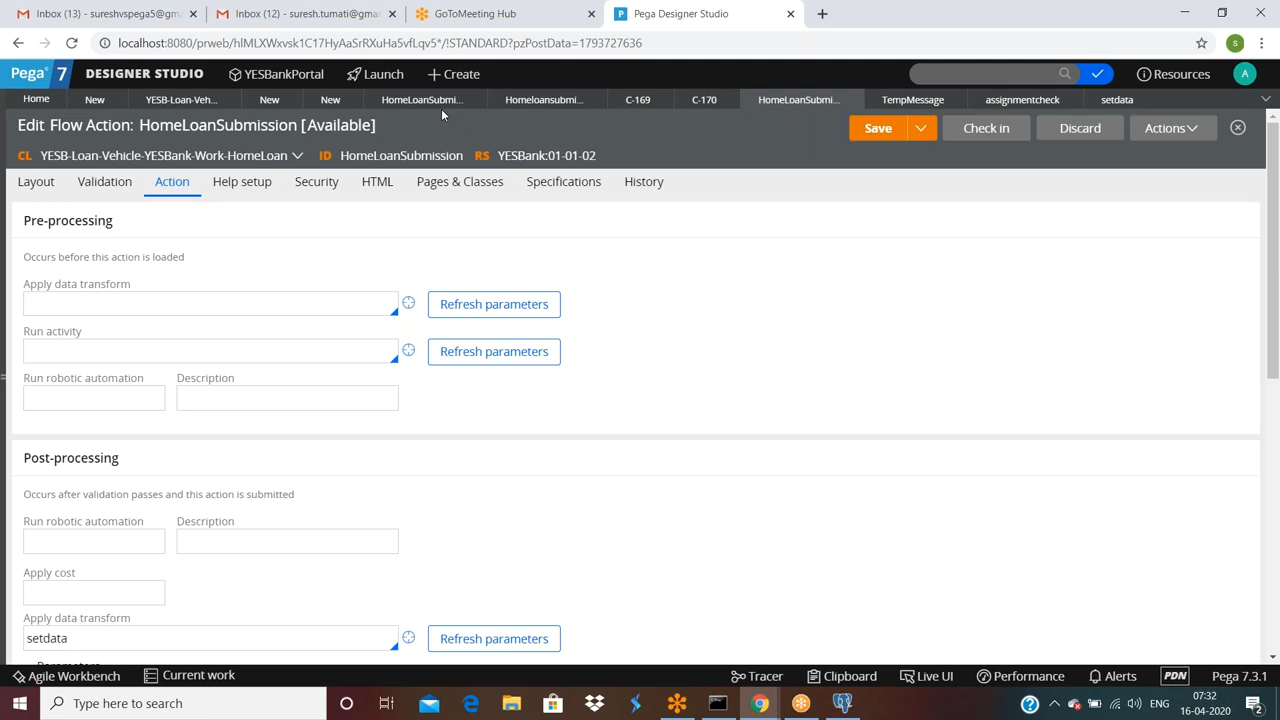 Inbox (13) - sureshvspega5@gma
Inbox (12) - suresh.tumati@gmai
GoToMeeting Hub
Pega Designer Studio
localhost:8080/prweb/hlMLXWxvsk1C17HyAaSrRXuHa5vfLqv5*/!STANDARD?pzPostData=1793727636
S
Pega 7 DESIGNER STUDIO YESBankPortal Launch Create Resources A
Home New YESB-Loan-Veh... New New HomeLoanSubmi... Homeloansubmi... C-169 C-170 HomeLoanSubmi... TempMessage assignmentcheck setdata
Edit Flow Action: HomeLoanSubmission [Available]
Save Check in Discard Actions
CL YESB-Loan-Vehicle-YESBank-Work-HomeLoan ID HomeLoanSubmission RS YESBank:01-01-02
Layout Validation Action Help setup Security HTML Pages & Classes Specifications History
Pre-processing
Occurs before this action is loaded
Apply data transform
Refresh parameters
Run activity
Refresh parameters
Run robotic automation Description
Post-processing
Occurs after validation passes and this action is submitted
Run robotic automation Description
Apply cost
Apply data transform
setdata Refresh parameters
Parameters
Agile Workbench Current work Tracer Clipboard Live UI Performance Alerts PDN Pega 7.3.1
Type here to search
ENG
07:32
16-04-2020
2